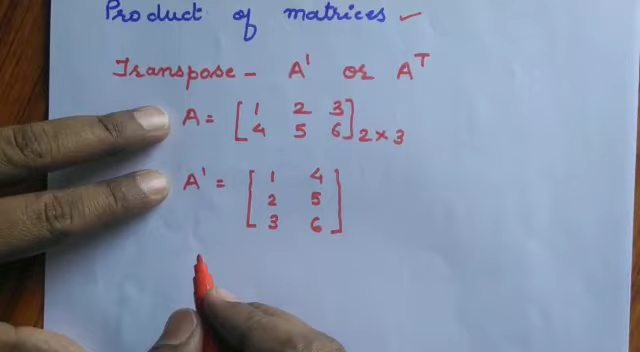 Product of matrices ✓
Transpose - A' or Aᵀ
A = [ 1 2 3
4 5 6 ] 2×3
A' = [ 1 4
2 5
3 6 ]